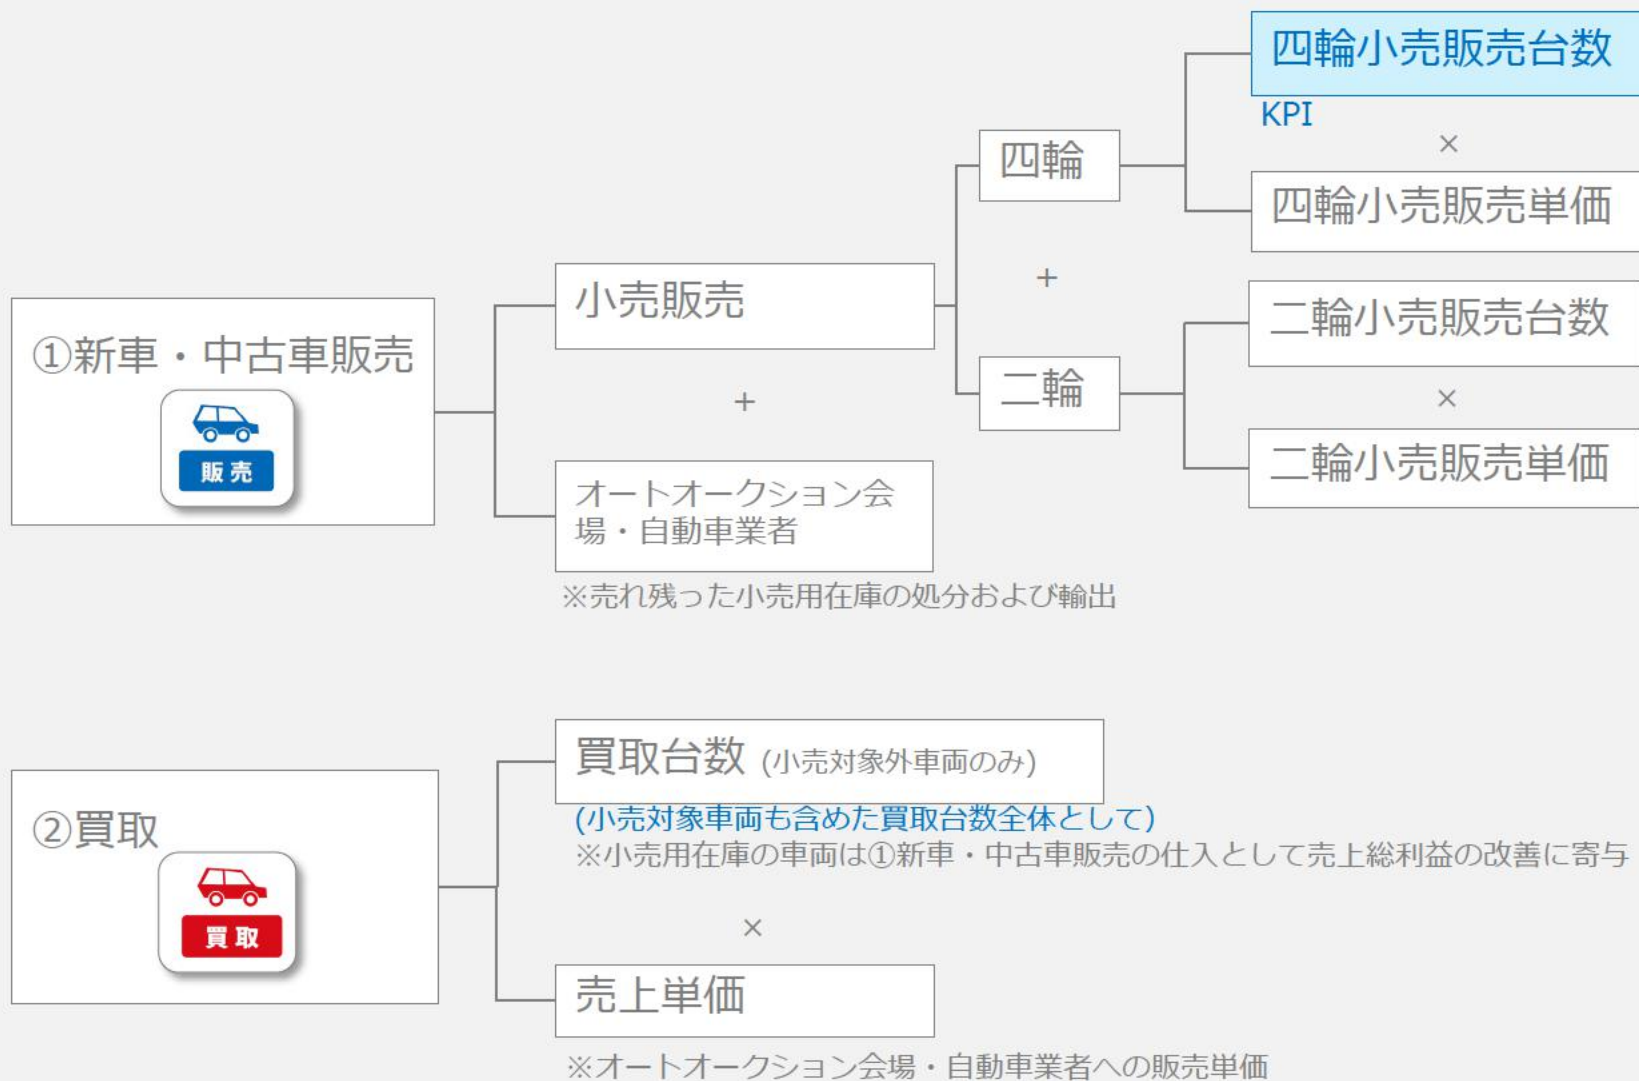 四輪小売販売台数
KPI
×
四輪
四輪小売販売単価
+
小売販売
二輪小売販売台数
①新車・中古車販売
二輪
×
+
販売
二輪小売販売単価
オートオークション会
場・自動車業者
※売れ残った小売用在庫の処分および輸出
買取台数 (小売対象外車両のみ)
(小売対象車両も含めた買取台数全体として)
②買取
※小売用在庫の車両は①新車・中古車販売の仕入として売上総利益の改善に寄与
買取
×
売上単価
※オートオークション会場・自動車業者への販売単価